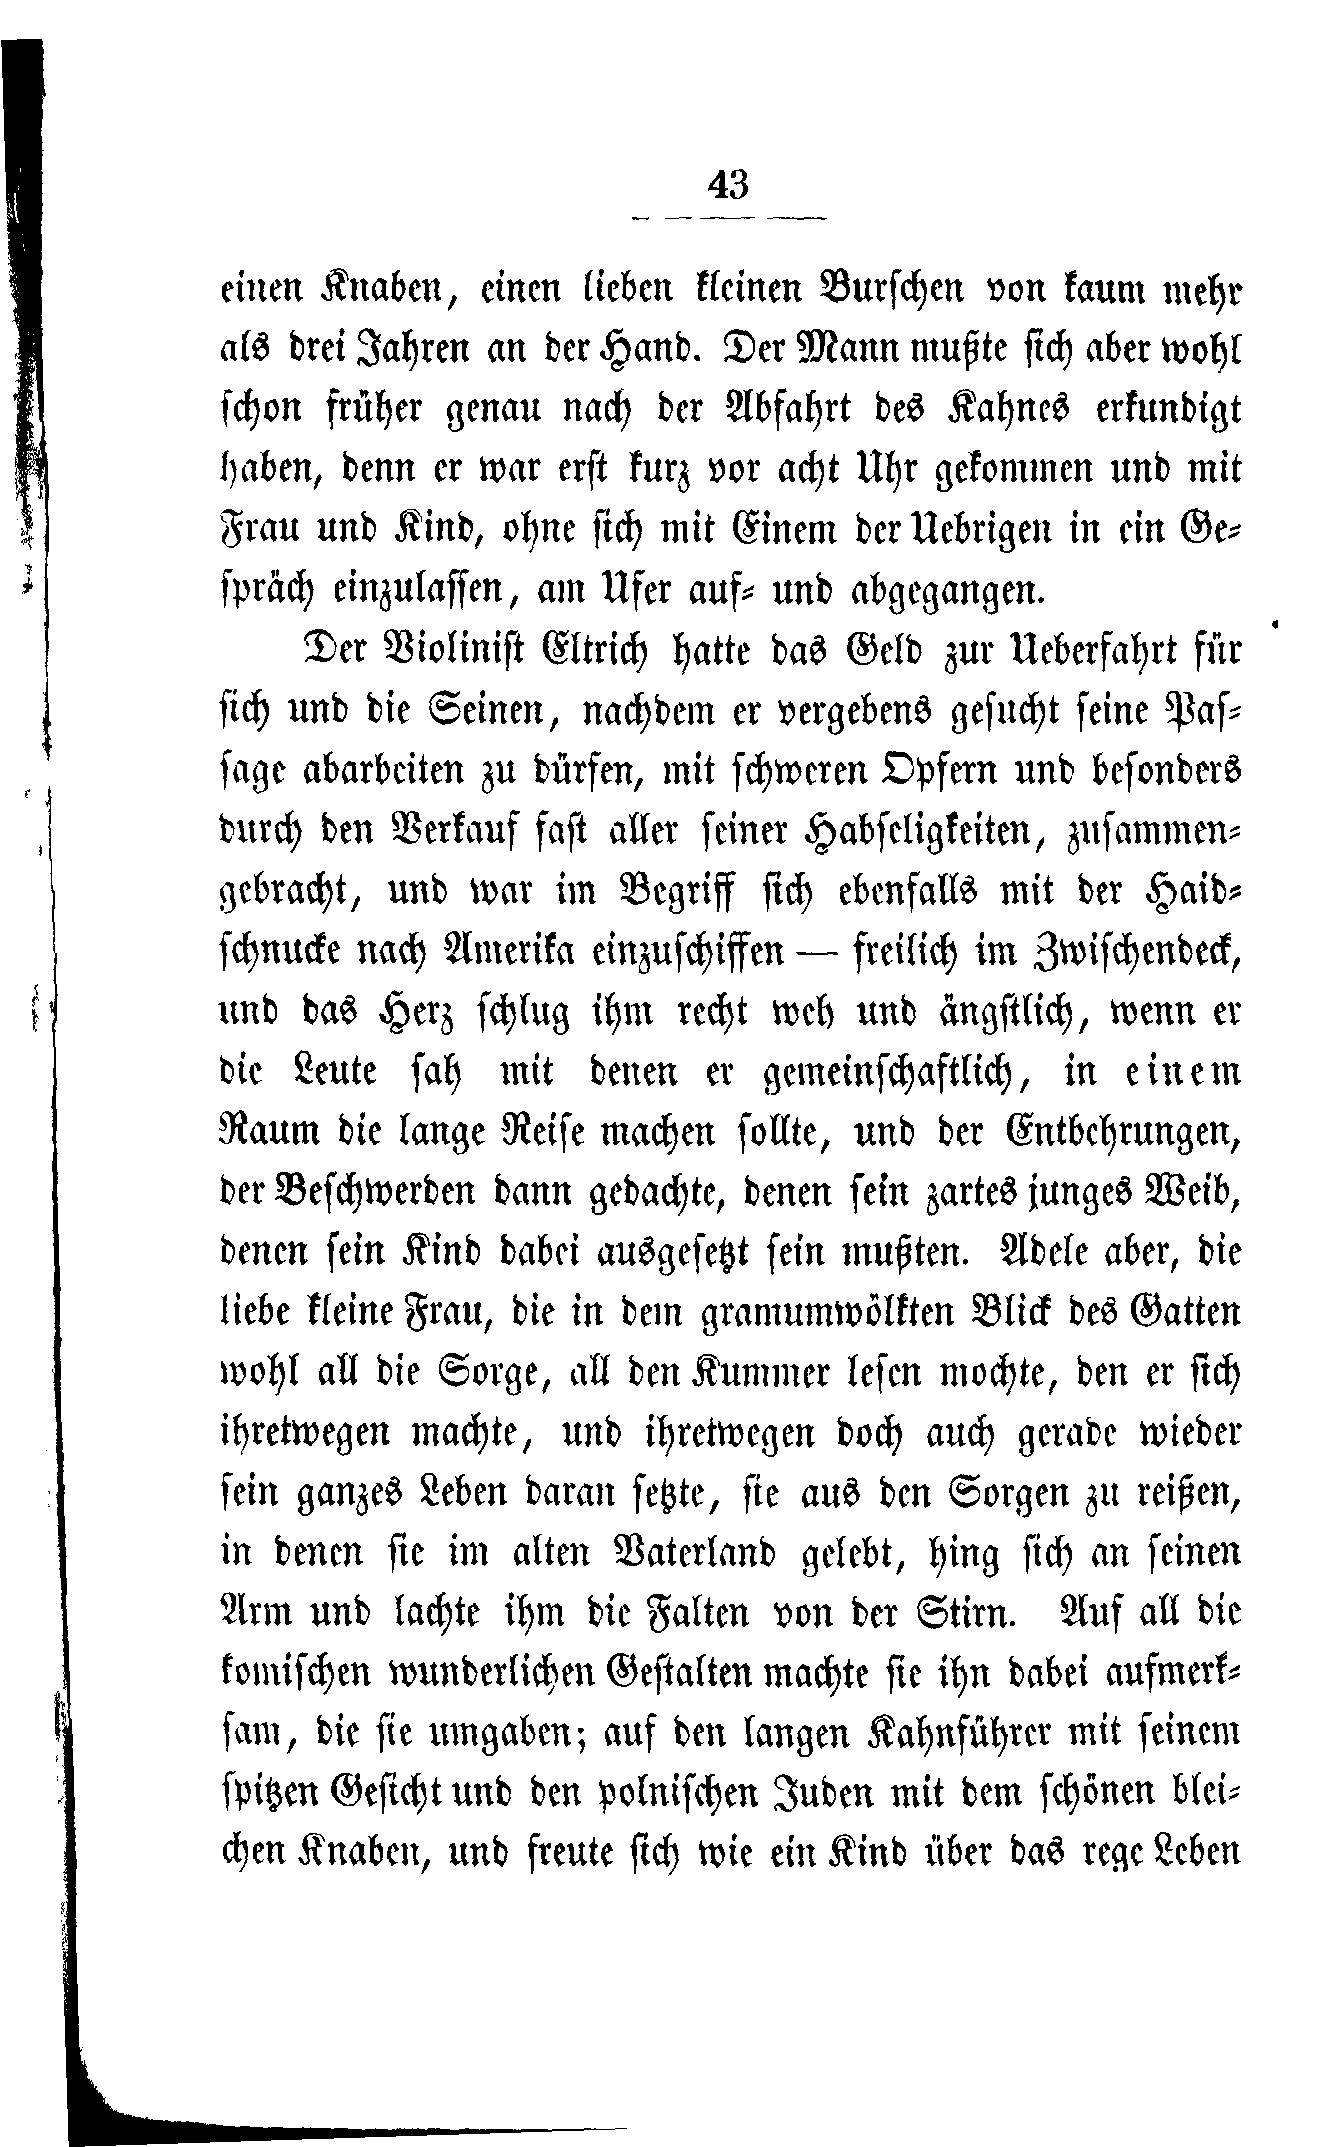 43
einen Knaben, einen lieben kleinen Burschen von kaum mehr
als drei Jahren an der Hand. Der Mann mußte sich aber wohl
schon früher genau nach der Abfahrt des Kahnes erkundigt
haben, denn er war erst kurz vor acht Uhr gekommen und mit
Frau und Kind, ohne sich mit Einem der Uebrigen in ein Ge-
spräch einzulassen, am Ufer auf- und abgegangen.
Der Violinist Eltrich hatte das Geld zur Ueberfahrt für
sich und die Seinen, nachdem er vergebens gesucht seine Pas-
sage abarbeiten zu dürfen, mit schweren Opfern und besonders
durch den Verkauf fast aller seiner Habseligkeiten, zusammen-
gebracht, und war im Begriff sich ebenfalls mit der Haid-
schnucke nach Amerika einzuschiffen — freilich im Zwischendeck,
und das Herz schlug ihm recht weh und ängstlich, wenn er
die Leute sah mit denen er gemeinschaftlich, in einem
Raum die lange Reise machen sollte, und der Entbehrungen,
der Beschwerden dann gedachte, denen sein zartes junges Weib,
denen sein Kind dabei ausgesetzt sein mußten. Adele aber, die
liebe kleine Frau, die in dem gramumwölkten Blick des Gatten
wohl all die Sorge, all den Kummer lesen mochte, den er sich
ihretwegen machte, und ihretwegen doch auch gerade wieder
sein ganzes Leben daran setzte, sie aus den Sorgen zu reißen,
in denen sie im alten Vaterland gelebt, hing sich an seinen
Arm und lachte ihm die Falten von der Stirn. Auf all die
komischen wunderlichen Gestalten machte sie ihn dabei aufmerk-
sam, die sie umgaben; auf den langen Kahnführer mit seinem
spitzen Gesicht und den polnischen Juden mit dem schönen blei-
chen Knaben, und freute sich wie ein Kind über das rege Leben